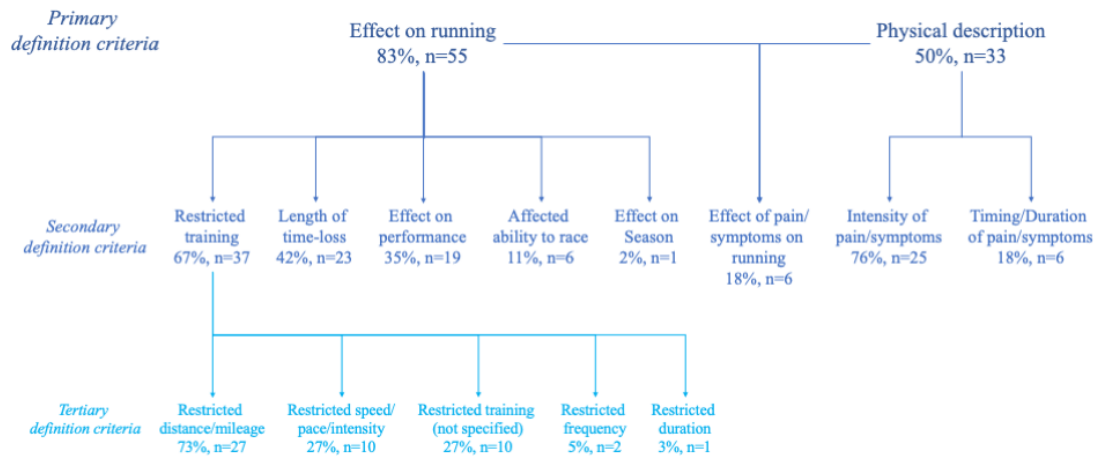 Primary
definition criteria
Effect on running
83%, n=55
Physical description
50%, n=33
Secondary
definition criteria
Restricted
training
67%, n=37
Length of
time-loss
42%, n=23
Effect on
performance
35%, n=19
Affected
ability to race
11%, n=6
Effect on
Season
2%, n=1
Effect of pain/
symptoms on
running
18%, n=6
Intensity of
pain/symptoms
76%, n=25
Timing/Duration
of pain/symptoms
18%, n=6
Tertiary
definition criteria
Restricted
distance/mileage
73%, n=27
Restricted speed/
pace/intensity
27%, n=10
Restricted training
(not specified)
27%, n=10
Restricted
frequency
5%, n=2
Restricted
duration
3%, n=1